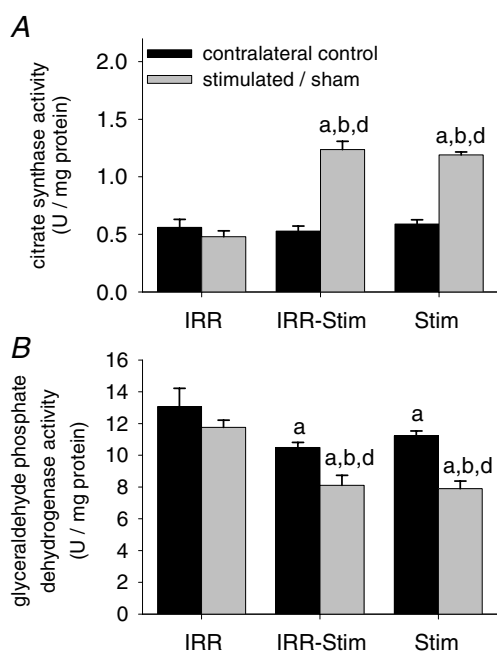 A
contralateral control
stimulated / sham
citrate synthase activity
(U / mg protein)
2.0
1.5
1.0
0.5
0.0
a,b,d
a,b,d
IRR
IRR-Stim
Stim
B
glyceraldehyde phosphate
dehydrogenase activity
(U / mg protein)
16
14
12
10
8
6
4
2
0
a
a,b,d
a
a,b,d
IRR
IRR-Stim
Stim